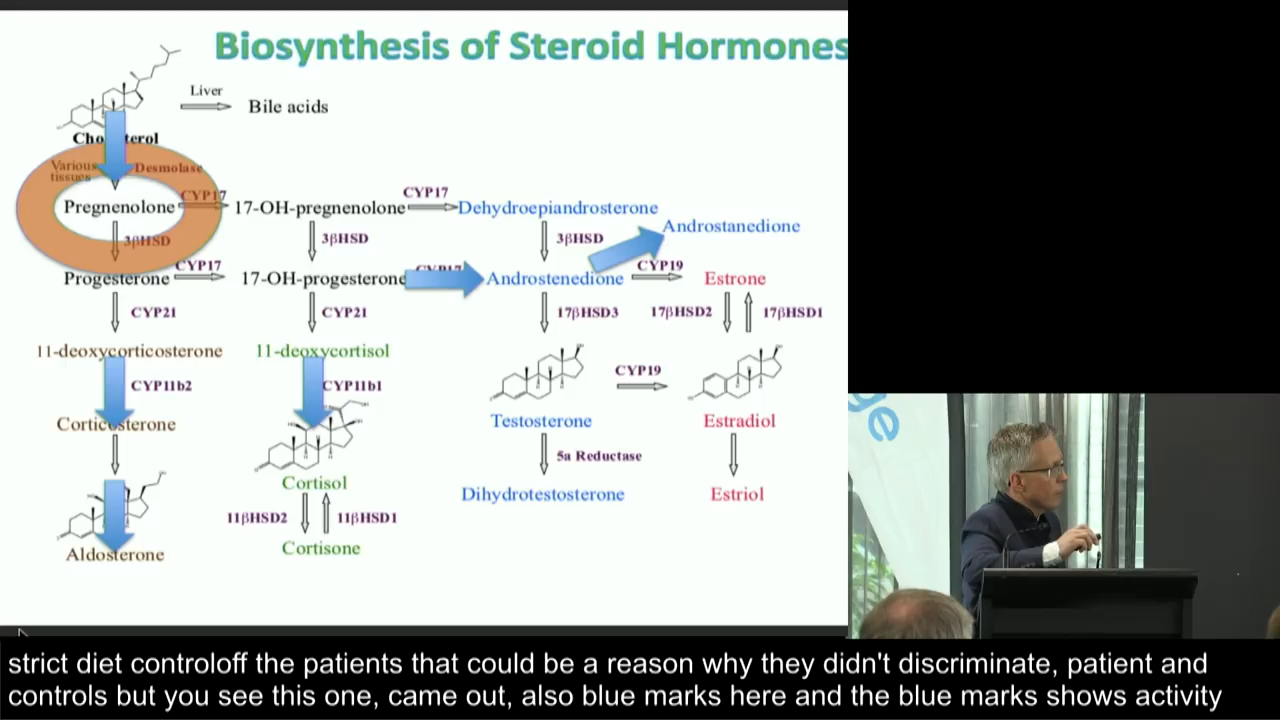 Biosynthesis of Steroid Hormones
Liver
Bile acids
Various
tissues
Desmolase
CYP17
CYP17
Pregnenolone
17-OH-pregnenolone
Dehydroepiandrosterone
Androstanedione
3βHSD
3βHSD
3βHSD
CYP17
CYP19
Progesterone
17-OH-progesterone
Androstenedione
Estrone
CYP21
CYP21
17βHSD3
17βHSD2
17βHSD1
11-deoxycorticosterone
11-deoxycortisol
CYP11b2
CYP11b1
CYP19
Corticosterone
Testosterone
Estradiol
5a Reductase
Cortisol
Dihydrotestosterone
Estriol
11βHSD2
11βHSD1
Aldosterone
Cortisone
ge
strict diet controloff the patients that could be a reason why they didn't discriminate, patient and
controls but you see this one, came out, also blue marks here and the blue marks shows activity